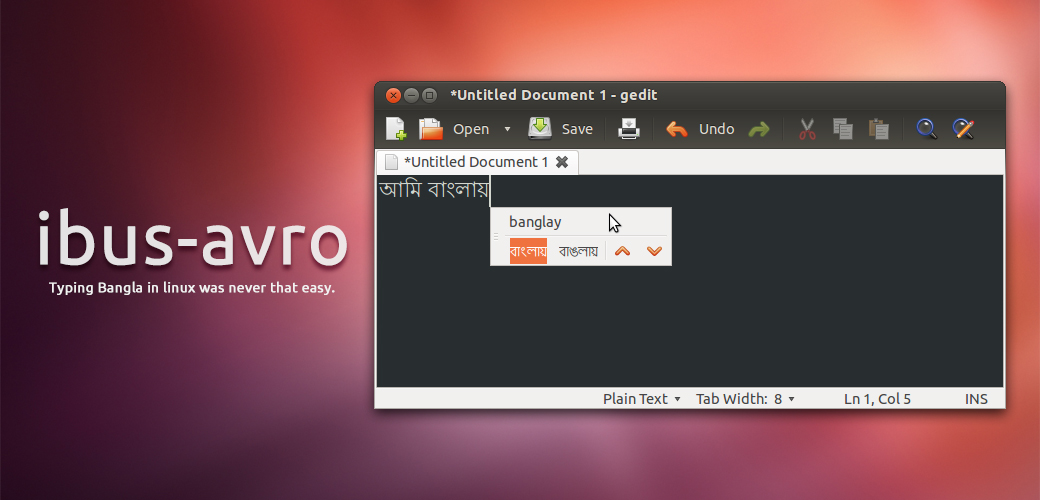 ibus-avro
Typing Bangla in linux was never that easy.
*Untitled Document 1 - gedit
Open Save Undo
*Untitled Document 1
আমি বাংলায়
banglay
বাংলায় বাঙলায়
Plain Text Tab Width: 8 Ln 1, Col 5 INS